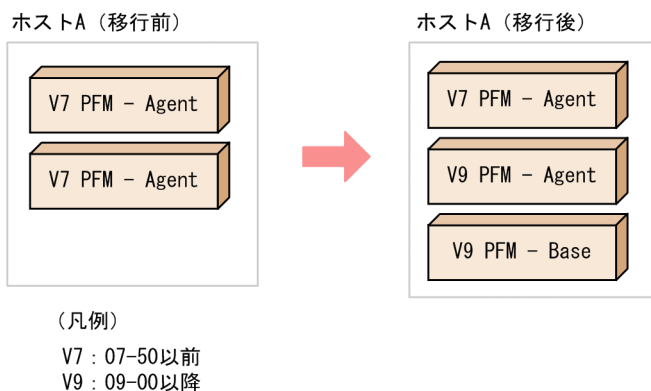 ホストA（移行前）
V7 PFM － Agent
V7 PFM － Agent
ホストA（移行後）
V7 PFM － Agent
V9 PFM － Agent
V9 PFM － Base
（凡例）
V7：07-50以前
V9：09-00以降